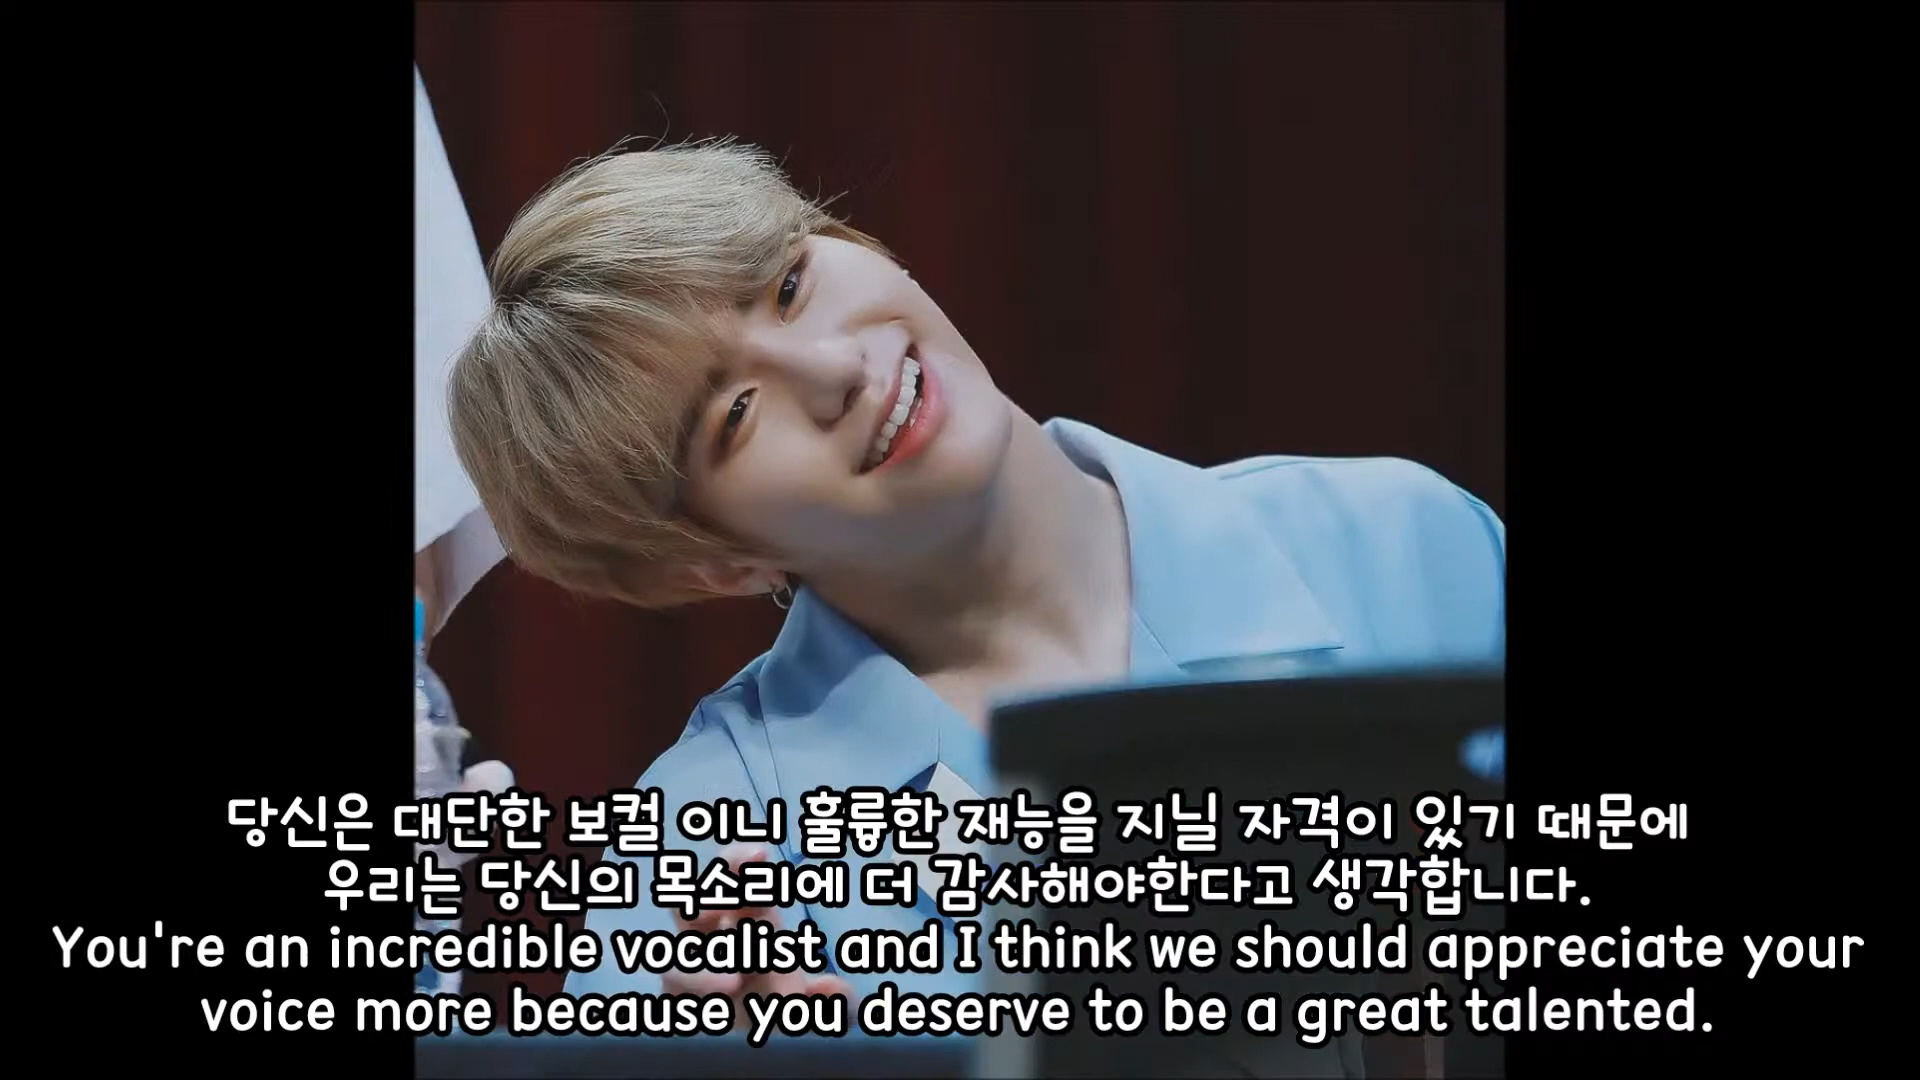 당신은 대단한 보컬 이니 훌륭한 재능을 지닐 자격이 있기 때문에
우리는 당신의 목소리에 더 감사해야한다고 생각합니다.
You're an incredible vocalist and I think we should appreciate your
voice more because you deserve to be a great talented.